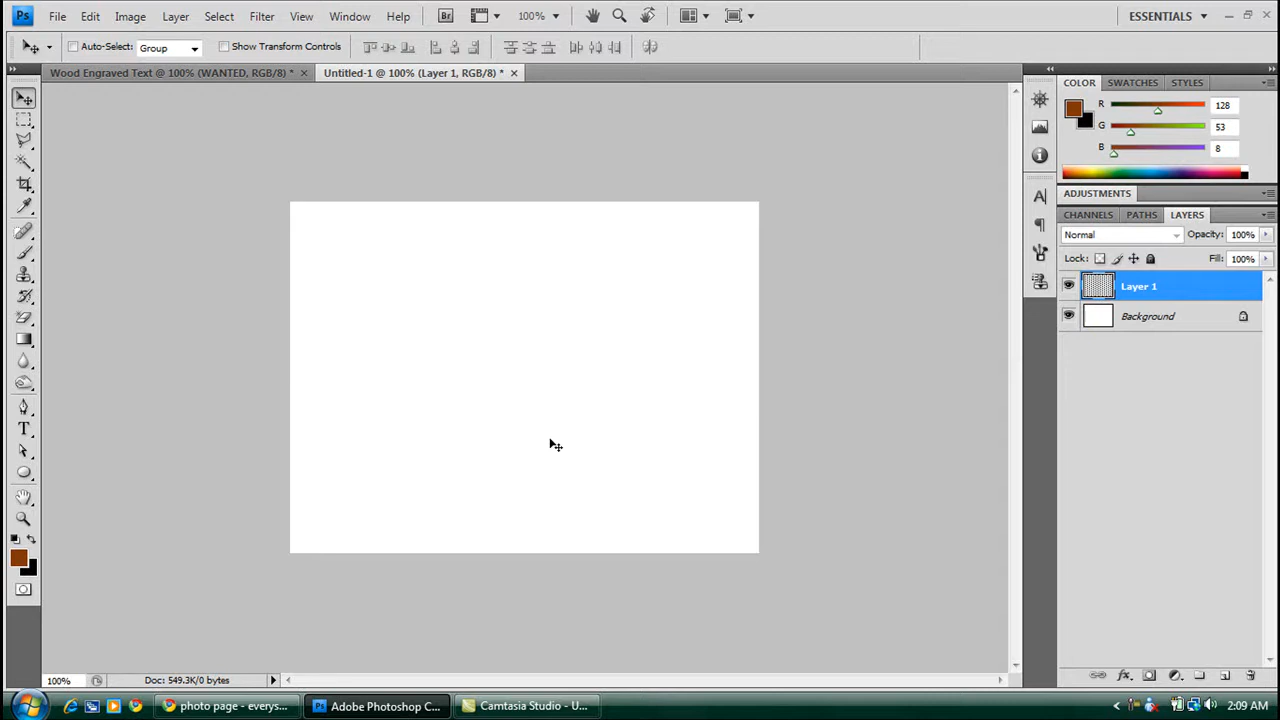 Ps File Edit Image Layer Select Filter View Window Help Br 100% ESSENTIALS
Auto-Select: Group Show Transform Controls
Wood Engraved Text @ 100% (WANTED, RGB/8) * Untitled-1 @ 100% (Layer 1, RGB/8) *
COLOR SWATCHES STYLES
R 128
G 53
B 8
ADJUSTMENTS
CHANNELS PATHS LAYERS
Normal Opacity: 100%
Lock: Fill: 100%
Layer 1
Background
T
100% Doc: 549.3K/0 bytes
photo page - everys... Ps Adobe Photoshop C... Camtasia Studio - U... 2:09 AM